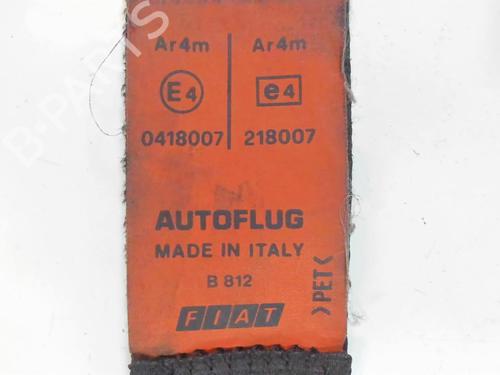 B-PARTS
Ar4m Ar4m
E4 e4
0418007 218007
AUTOFLUG
MADE IN ITALY
B 812
FIAT
>PET<